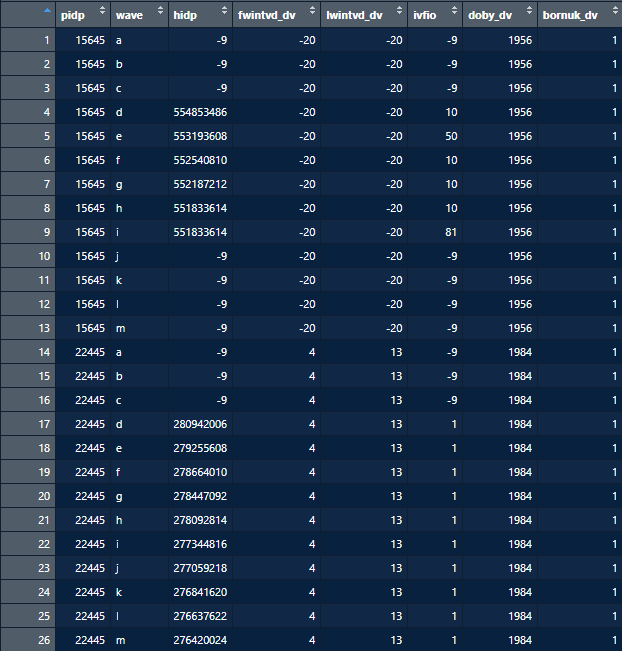 pidp wave hidp fwintvd_dv lwintvd_dv ivfio doby_dv bornuk_dv
1 15645 a -9 -20 -20 -9 1956 1
2 15645 b -9 -20 -20 -9 1956 1
3 15645 c -9 -20 -20 -9 1956 1
4 15645 d 554853486 -20 -20 10 1956 1
5 15645 e 553193608 -20 -20 50 1956 1
6 15645 f 552540810 -20 -20 10 1956 1
7 15645 g 552187212 -20 -20 10 1956 1
8 15645 h 551833614 -20 -20 10 1956 1
9 15645 i 551833614 -20 -20 81 1956 1
10 15645 j -9 -20 -20 -9 1956 1
11 15645 k -9 -20 -20 -9 1956 1
12 15645 l -9 -20 -20 -9 1956 1
13 15645 m -9 -20 -20 -9 1956 1
14 22445 a -9 4 13 -9 1984 1
15 22445 b -9 4 13 -9 1984 1
16 22445 c -9 4 13 -9 1984 1
17 22445 d 280942006 4 13 1 1984 1
18 22445 e 279255608 4 13 1 1984 1
19 22445 f 278664010 4 13 1 1984 1
20 22445 g 278447092 4 13 1 1984 1
21 22445 h 278092814 4 13 1 1984 1
22 22445 i 277344816 4 13 1 1984 1
23 22445 j 277059218 4 13 1 1984 1
24 22445 k 276841620 4 13 1 1984 1
25 22445 l 276637622 4 13 1 1984 1
26 22445 m 276420024 4 13 1 1984 1